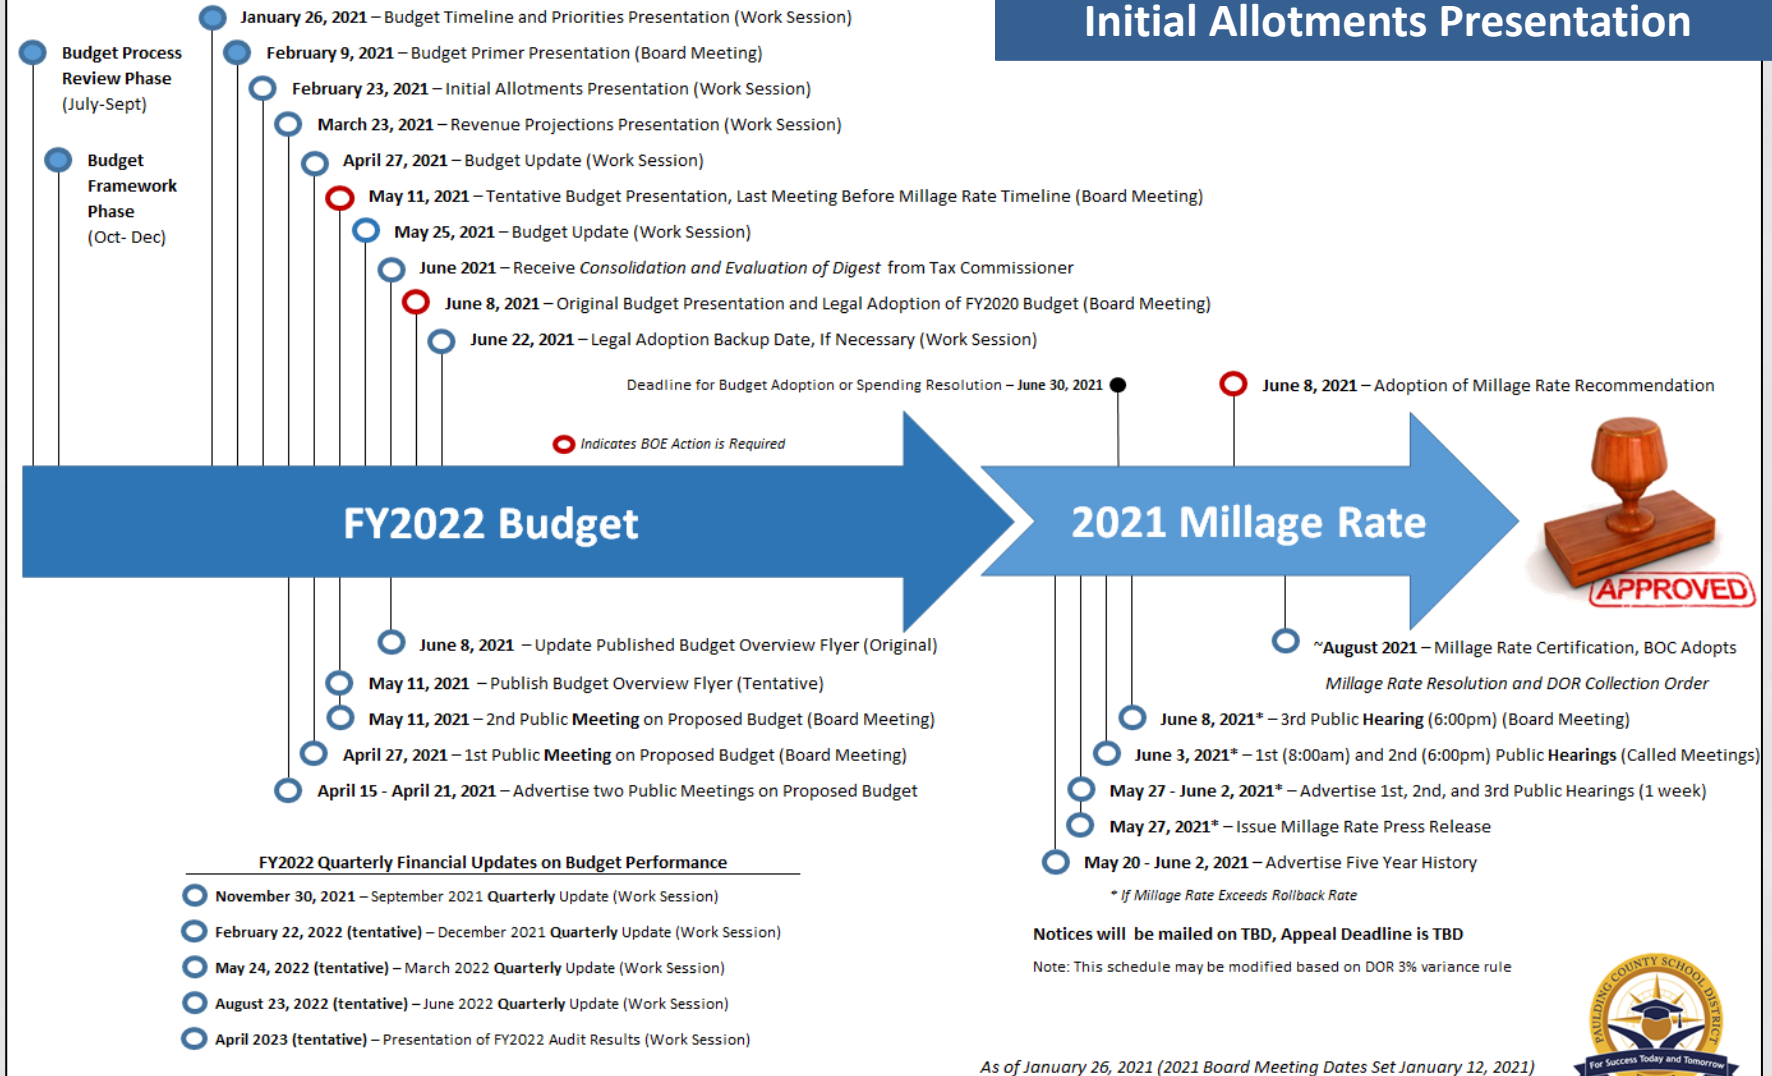 Initial Allotments Presentation
January 26, 2021 – Budget Timeline and Priorities Presentation (Work Session)
February 9, 2021 – Budget Primer Presentation (Board Meeting)
February 23, 2021 – Initial Allotments Presentation (Work Session)
March 23, 2021 – Revenue Projections Presentation (Work Session)
April 27, 2021 – Budget Update (Work Session)
May 11, 2021 – Tentative Budget Presentation, Last Meeting Before Millage Rate Timeline (Board Meeting)
May 25, 2021 – Budget Update (Work Session)
June 2021 – Receive Consolidation and Evaluation of Digest from Tax Commissioner
June 8, 2021 – Original Budget Presentation and Legal Adoption of FY2020 Budget (Board Meeting)
June 22, 2021 – Legal Adoption Backup Date, If Necessary (Work Session)
Budget Process
Review Phase
(July-Sept)
Budget
Framework
Phase
(Oct- Dec)
Deadline for Budget Adoption or Spending Resolution – June 30, 2021
June 8, 2021 – Adoption of Millage Rate Recommendation
Indicates BOE Action is Required
FY2022 Budget
2021 Millage Rate
APPROVED
June 8, 2021 – Update Published Budget Overview Flyer (Original)
May 11, 2021 – Publish Budget Overview Flyer (Tentative)
May 11, 2021 – 2nd Public Meeting on Proposed Budget (Board Meeting)
April 27, 2021 – 1st Public Meeting on Proposed Budget (Board Meeting)
April 15 - April 21, 2021 – Advertise two Public Meetings on Proposed Budget
~August 2021 – Millage Rate Certification, BOC Adopts
Millage Rate Resolution and DOR Collection Order
June 8, 2021* – 3rd Public Hearing (6:00pm) (Board Meeting)
June 3, 2021* – 1st (8:00am) and 2nd (6:00pm) Public Hearings (Called Meetings)
May 27 - June 2, 2021* – Advertise 1st, 2nd, and 3rd Public Hearings (1 week)
May 27, 2021* – Issue Millage Rate Press Release
May 20 - June 2, 2021 – Advertise Five Year History
* If Millage Rate Exceeds Rollback Rate
Notices will be mailed on TBD, Appeal Deadline is TBD
Note: This schedule may be modified based on DOR 3% variance rule
FY2022 Quarterly Financial Updates on Budget Performance
November 30, 2021 – September 2021 Quarterly Update (Work Session)
February 22, 2022 (tentative) – December 2021 Quarterly Update (Work Session)
May 24, 2022 (tentative) – March 2022 Quarterly Update (Work Session)
August 23, 2022 (tentative) – June 2022 Quarterly Update (Work Session)
April 2023 (tentative) – Presentation of FY2022 Audit Results (Work Session)
As of January 26, 2021 (2021 Board Meeting Dates Set January 12, 2021)
PAULDING COUNTY SCHOOL DISTRICT
For Success Today and Tomorrow